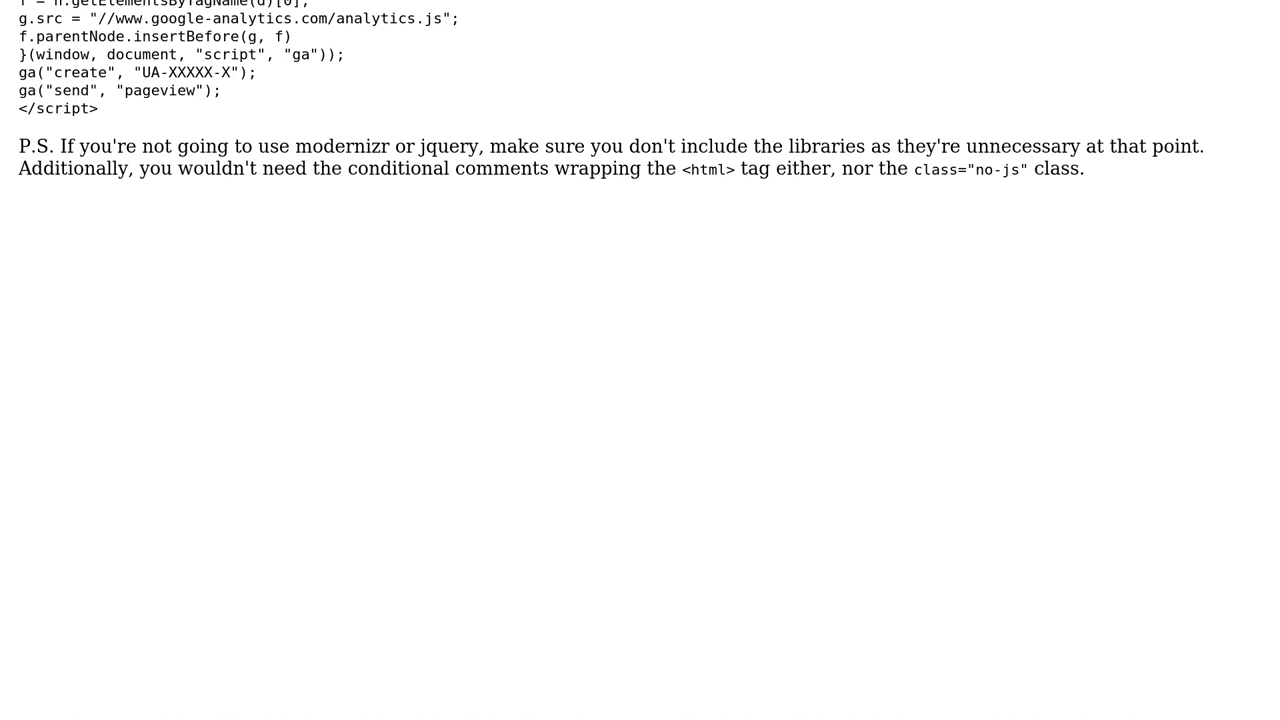 f = n.getElementsByTagName(d)[0];
g.src = "//www.google-analytics.com/analytics.js";
f.parentNode.insertBefore(g, f)
}(window, document, "script", "ga"));
ga("create", "UA-XXXXX-X");
ga("send", "pageview");
</script>
P.S. If you're not going to use modernizr or jquery, make sure you don't include the libraries as they're unnecessary at that point.
Additionally, you wouldn't need the conditional comments wrapping the <html> tag either, nor the class="no-js" class.